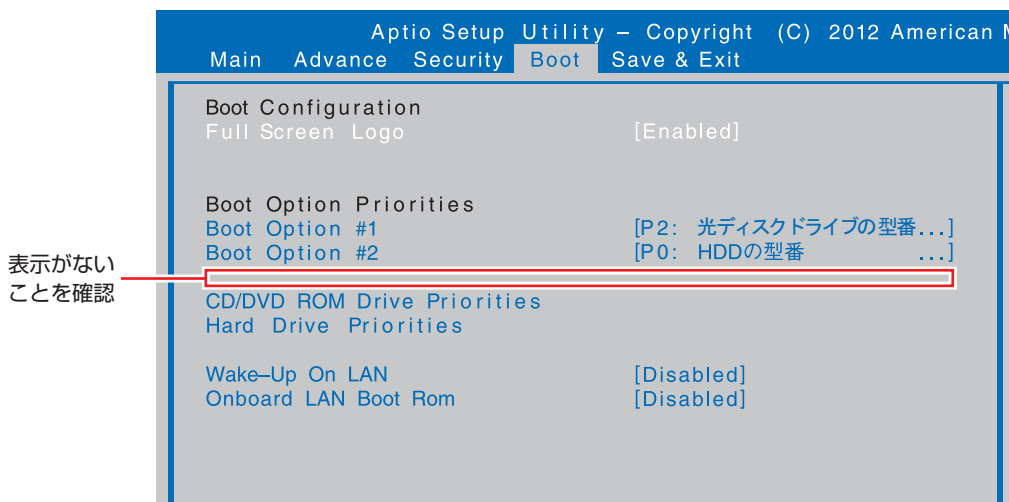 Aptio Setup Utility – Copyright (C) 2012 American
Main Advance Security Boot Save & Exit
Boot Configuration
Full Screen Logo [Enabled]
Boot Option Priorities
Boot Option #1 [P2: 光ディスクドライブの型番...]
Boot Option #2 [P0: HDDの型番 ...]
表示がない
ことを確認
CD/DVD ROM Drive Priorities
Hard Drive Priorities
Wake–Up On LAN [Disabled]
Onboard LAN Boot Rom [Disabled]